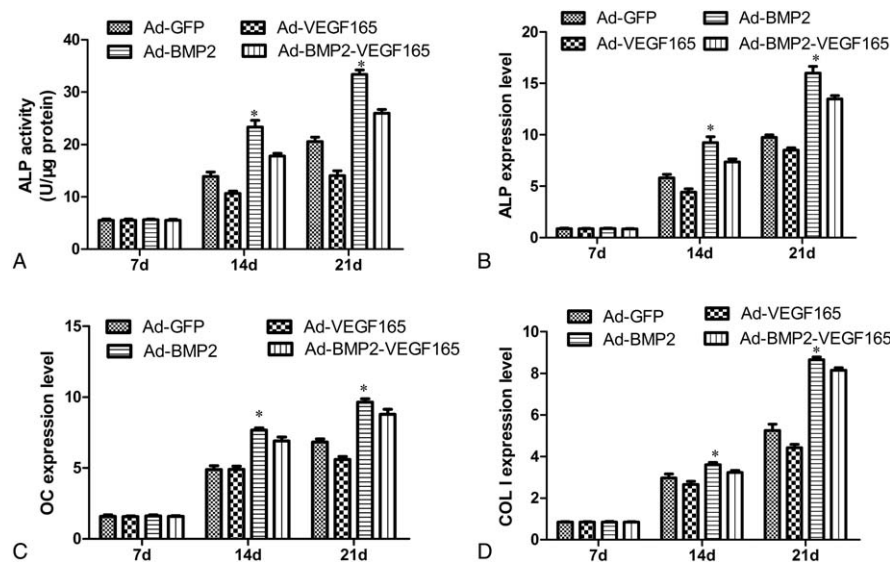 Ad-GFP Ad-VEGF165
Ad-BMP2 Ad-BMP2-VEGF165
40
30
20
10
0
ALP activity
(U/μg protein)
* *
7d 14d 21d
A
Ad-GFP Ad-BMP2
Ad-VEGF165 Ad-BMP2-VEGF165
20
15
10
5
0
ALP expression level
* *
7d 14d 21d
B
Ad-GFP Ad-VEGF165
Ad-BMP2 Ad-BMP2-VEGF165
15
10
5
0
OC expression level
* *
7d 14d 21d
C
Ad-GFP Ad-VEGF165
Ad-BMP2 Ad-BMP2-VEGF165
10
8
6
4
2
0
COL I expression level
* *
7d 14d 21d
D